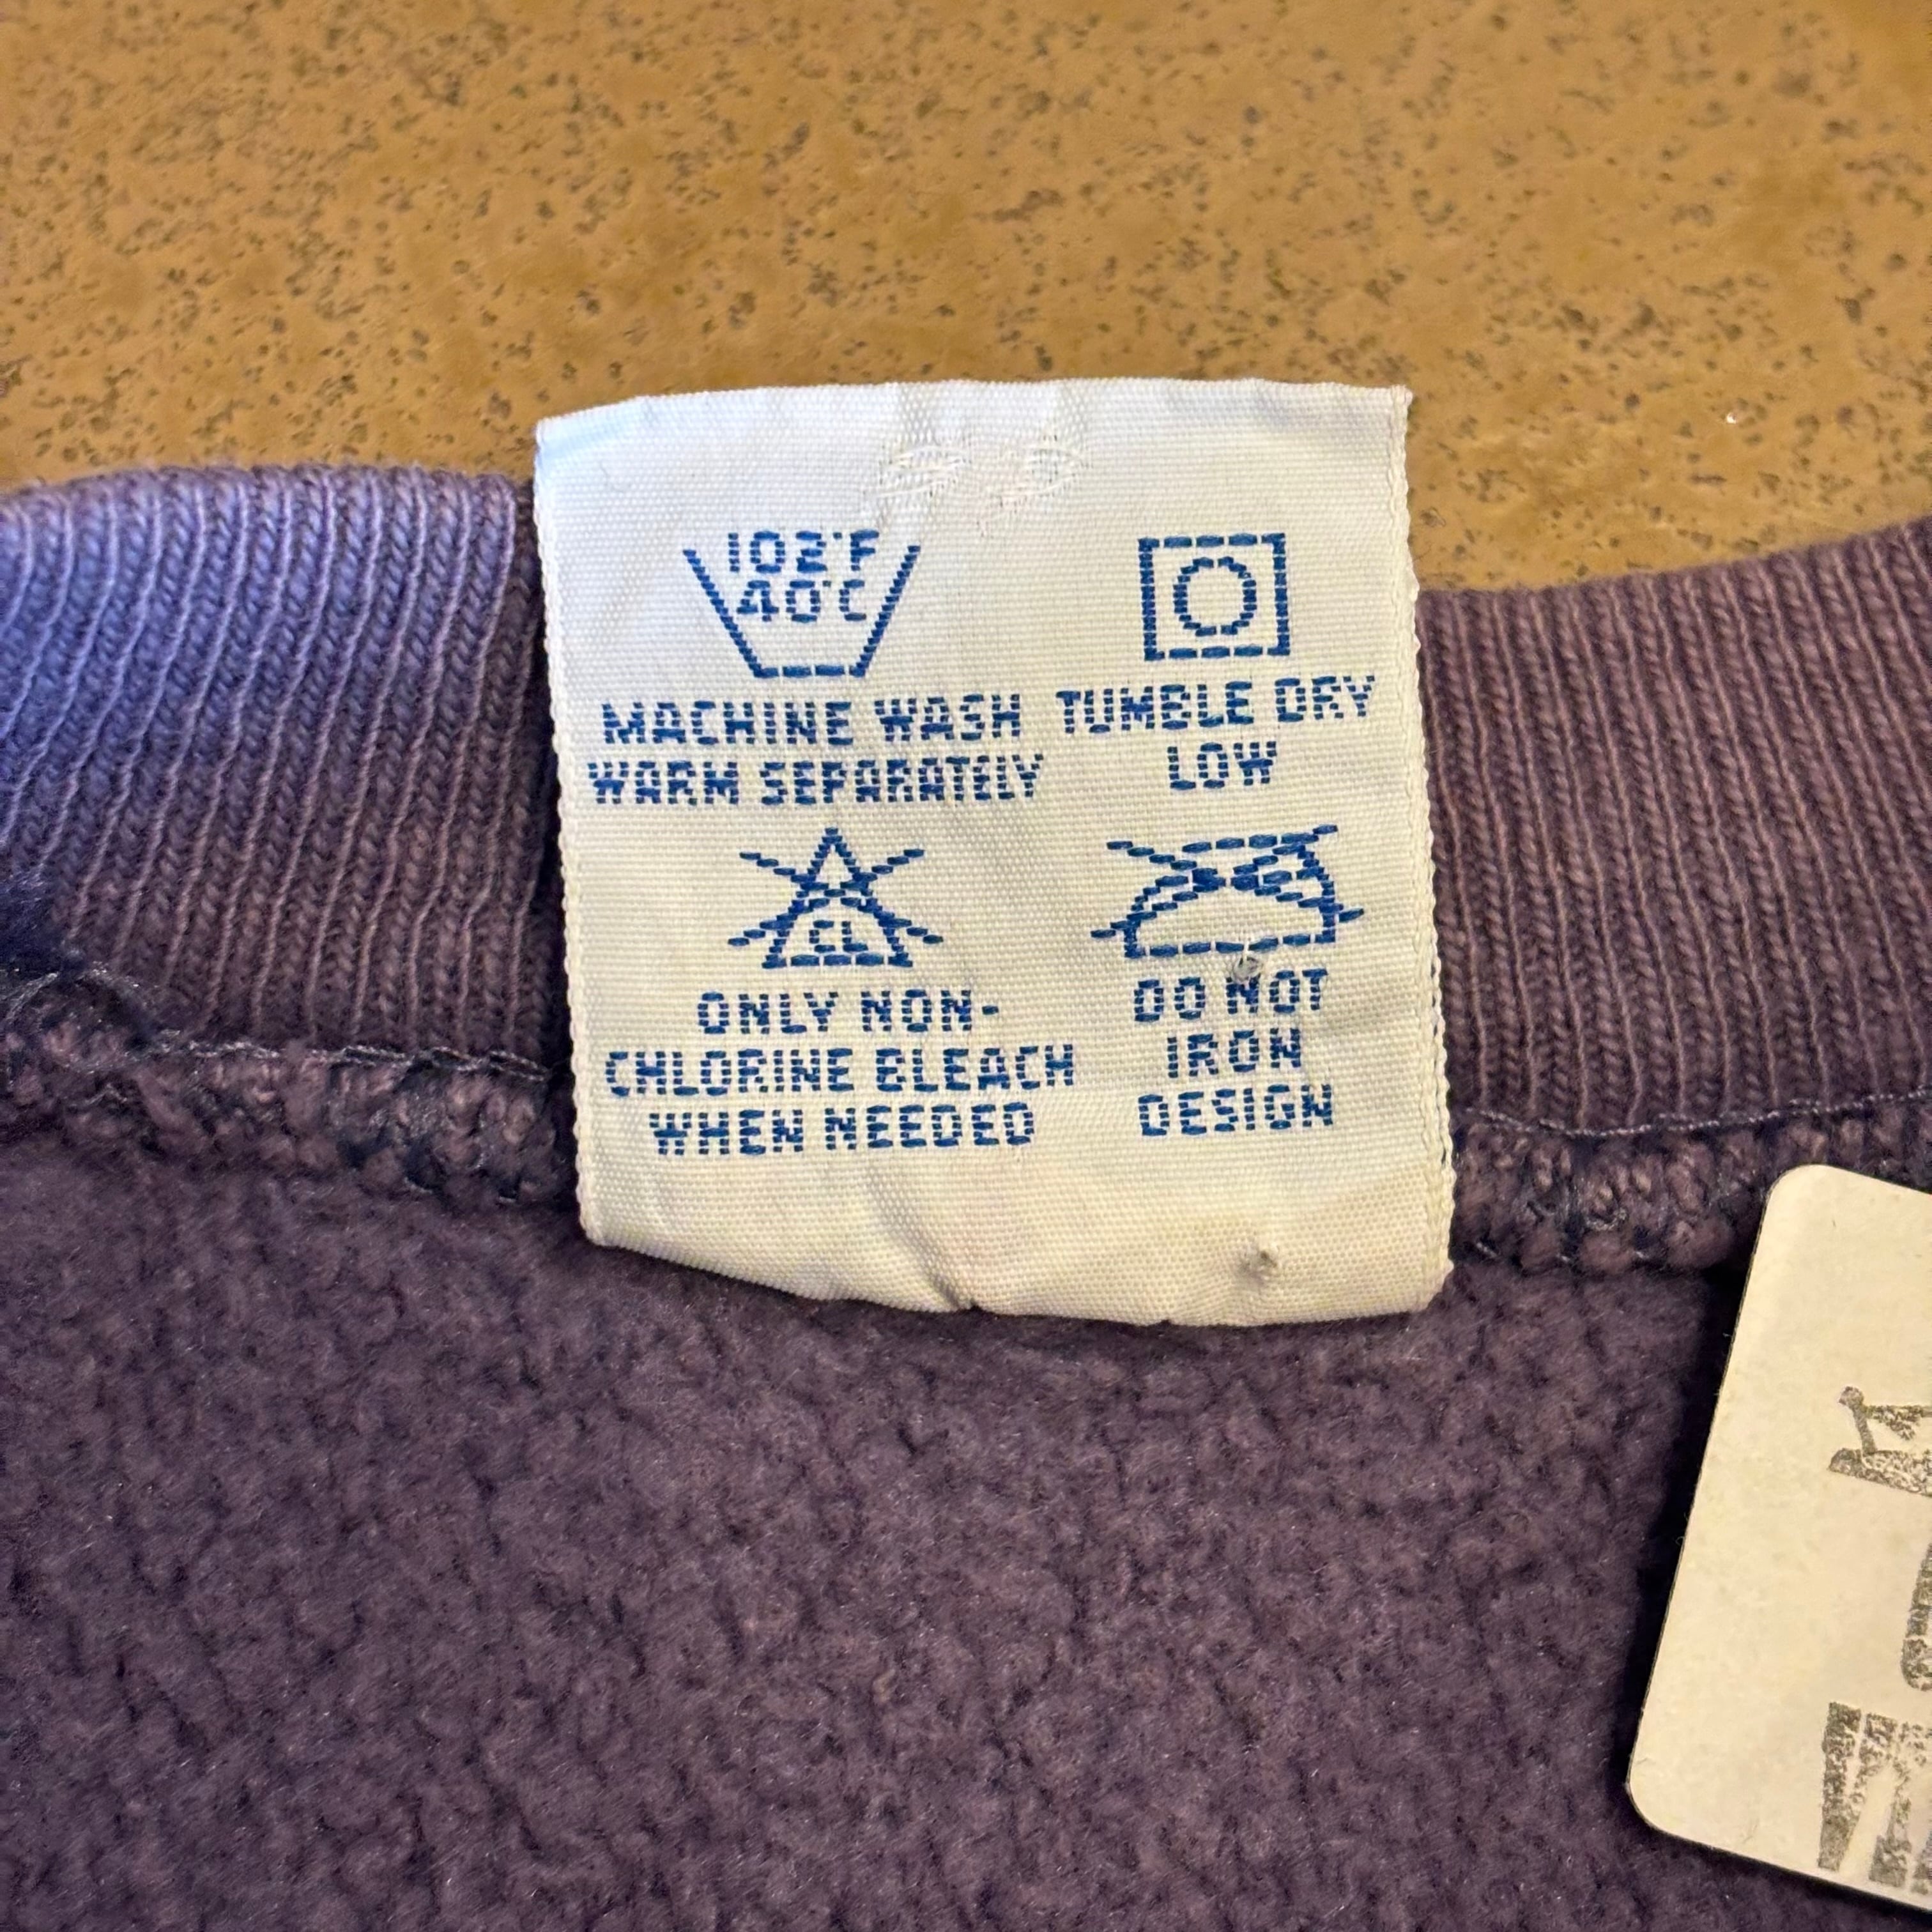 102°F
40°C
MACHINE WASH
WARM SEPARATELY
TUMBLE DRY
LOW
CL
ONLY NON-
CHLORINE BLEACH
WHEN NEEDED
DO NOT
IRON
DESIGN